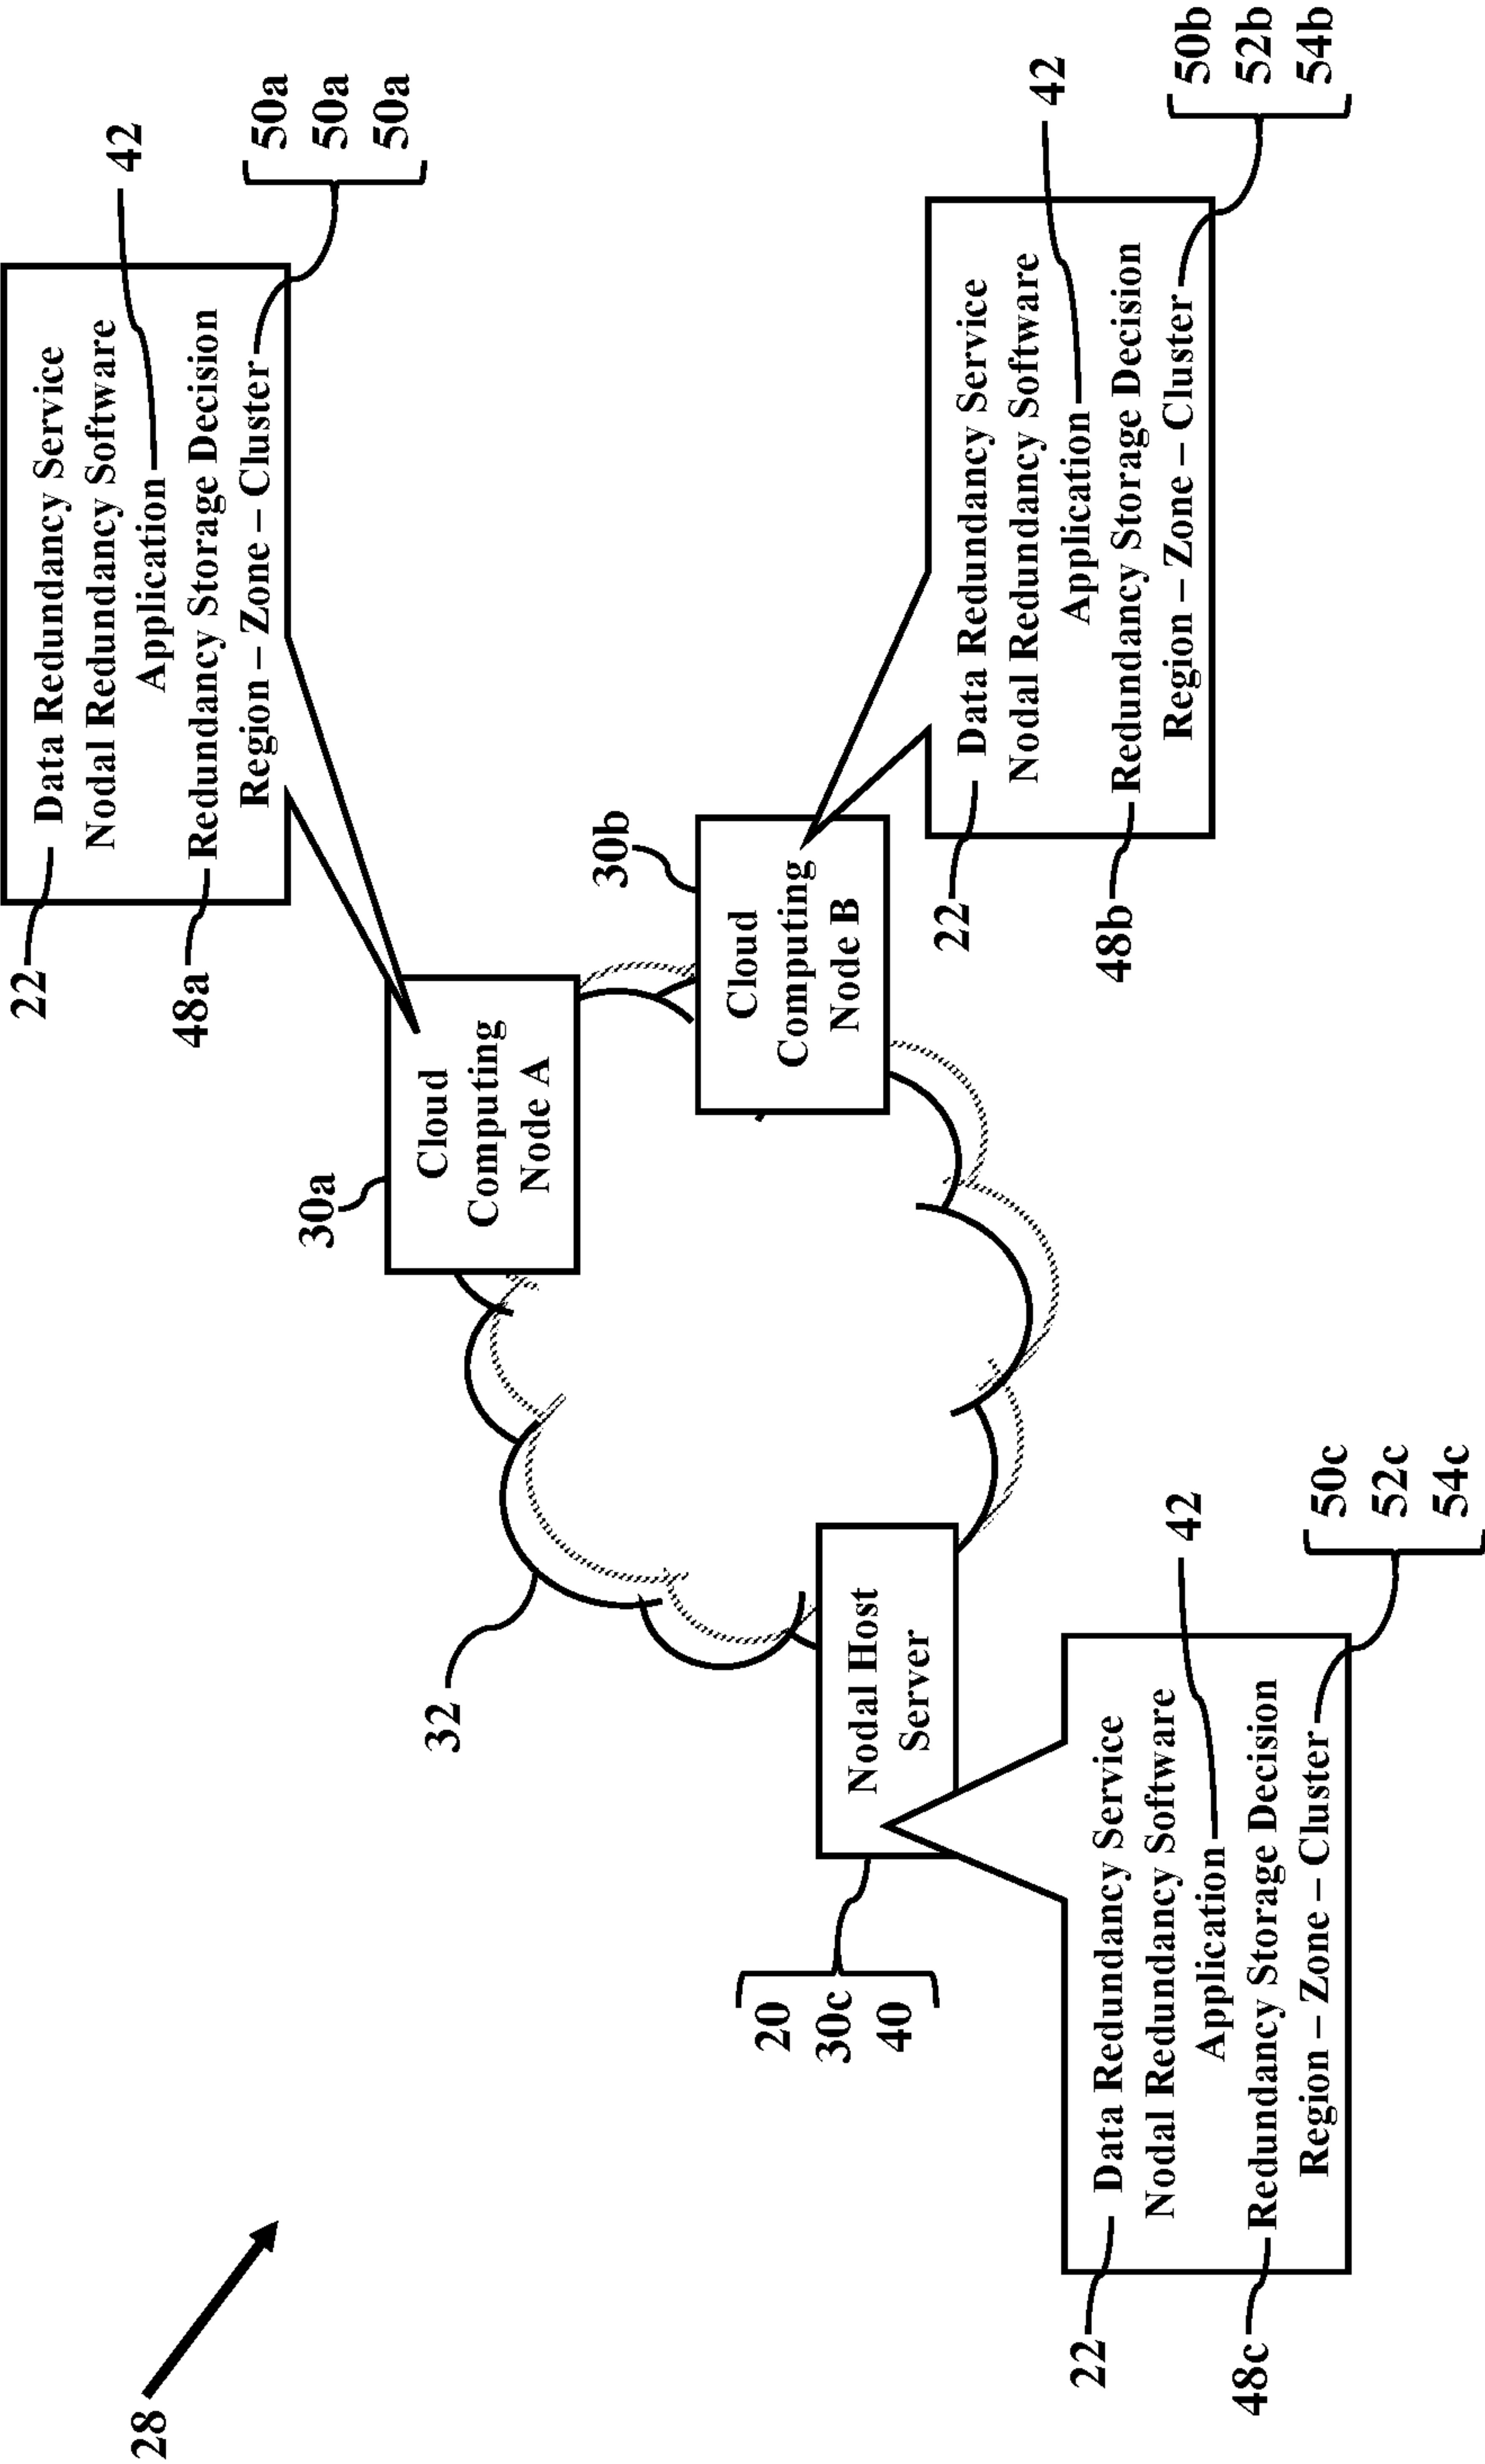 28
22
Data Redundancy Service
Nodal Redundancy Software
Application
42
48a
Redundancy Storage Decision
Region – Zone – Cluster
50a
50a
50a
30a
Cloud
Computing
Node A
32
30b
Cloud
Computing
Node B
20
30c
40
Nodal Host
Server
22
Data Redundancy Service
Nodal Redundancy Software
Application
42
48b
Redundancy Storage Decision
Region – Zone – Cluster
50b
52b
54b
22
Data Redundancy Service
Nodal Redundancy Software
Application
42
48c
Redundancy Storage Decision
Region – Zone – Cluster
50c
52c
54c